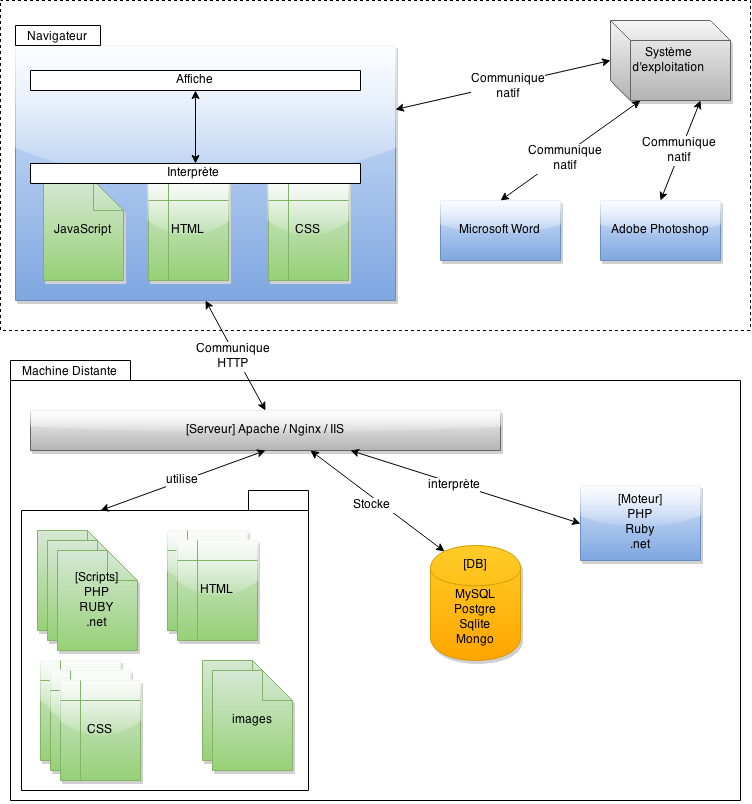 Navigateur
Affiche
Interprète
JavaScript
HTML
CSS
Communique
natif
Système
d'exploitation
Communique
natif
Communique
natif
Microsoft Word
Adobe Photoshop
Communique
HTTP
Machine Distante
[Serveur] Apache / Nginx / IIS
utilise
Stocke
interprète
[Scripts]
PHP
RUBY
.net
HTML
CSS
images
[DB]
MySQL
Postgre
Sqlite
Mongo
[Moteur]
PHP
Ruby
.net